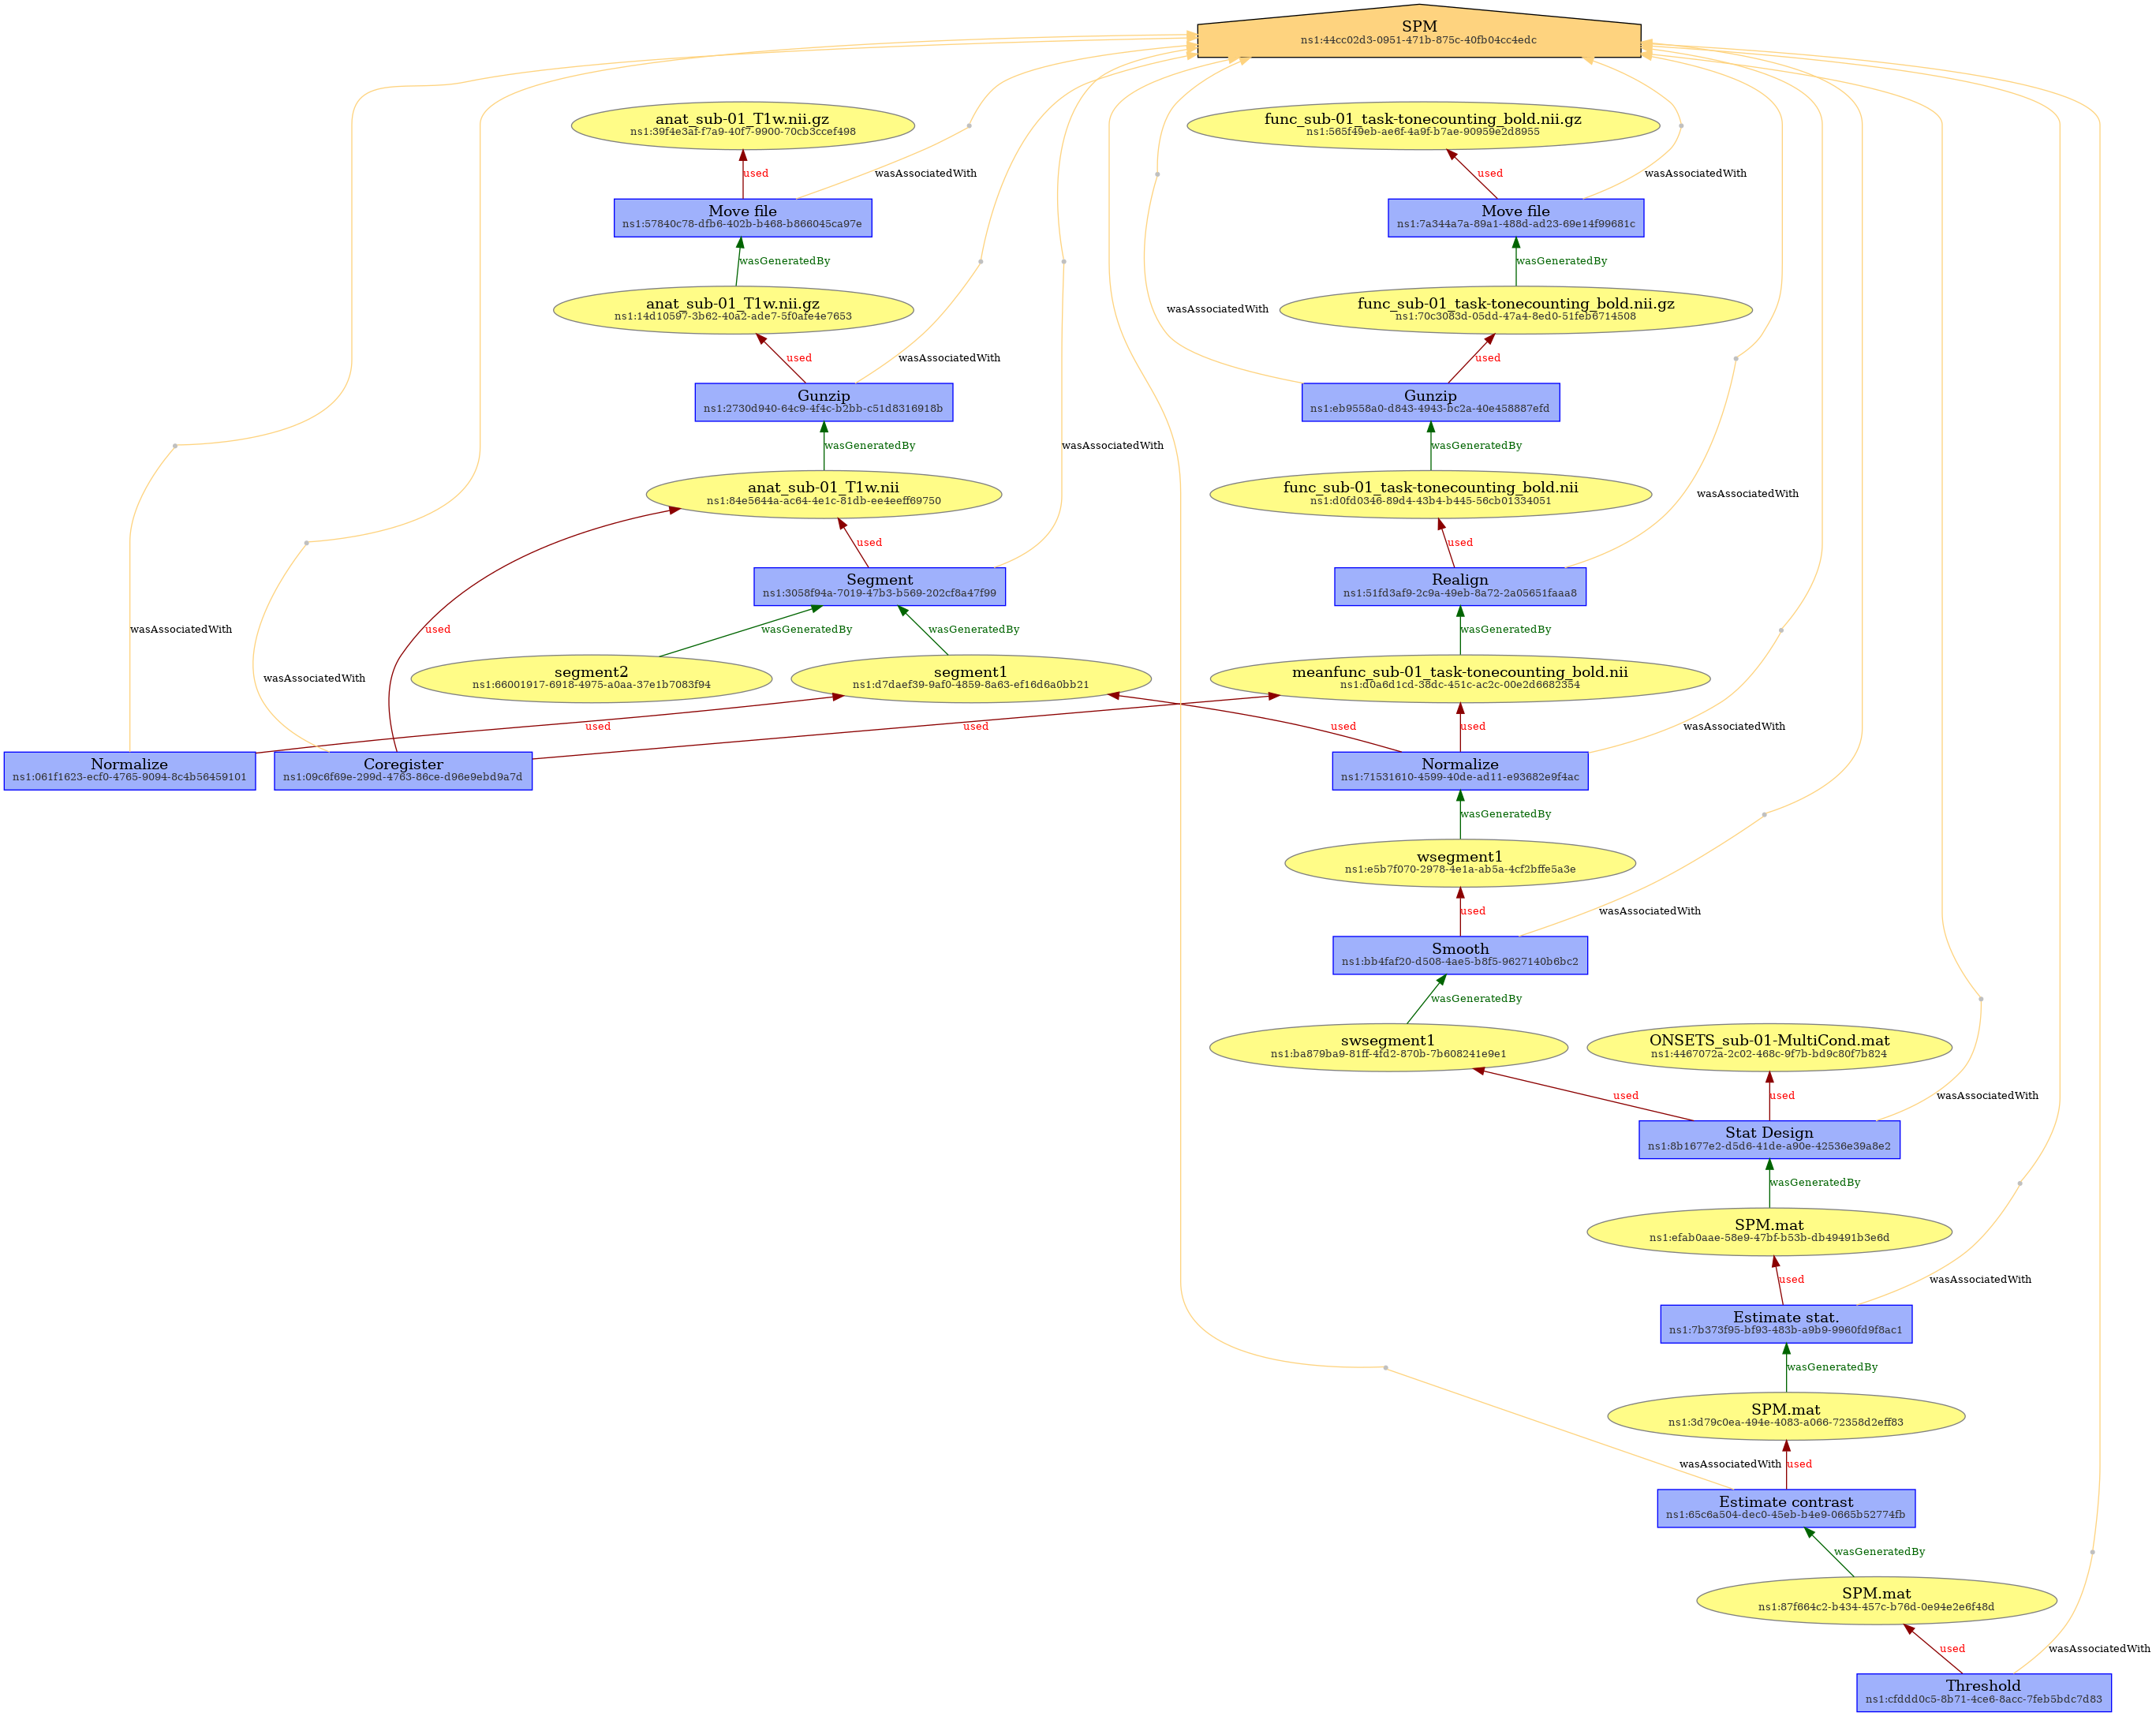 SPM
ns1:44cc02d3-0951-471b-875c-40fb04cc4edc
anat_sub-01_T1w.nii.gz
ns1:39f4e3af-f7a9-40f7-9900-70cb3ccef498
func_sub-01_task-tonecounting_bold.nii.gz
ns1:565f49eb-ae6f-4a9f-b7ae-90959e2d8955
used
wasAssociatedWith
used
wasAssociatedWith
Move file
ns1:57840c78-dfb6-402b-b468-b866045ca97e
Move file
ns1:7a344a7a-89a1-488d-ad23-69e14f99681c
wasGeneratedBy
wasGeneratedBy
anat_sub-01_T1w.nii.gz
ns1:14d10597-3b62-40a2-ade7-5f0afe4e7653
wasAssociatedWith
func_sub-01_task-tonecounting_bold.nii.gz
ns1:70c3083d-05dd-47a4-8ed0-51feb6714508
used
wasAssociatedWith
used
Gunzip
ns1:2730d940-64c9-4f4c-b2bb-c51d8316918b
Gunzip
ns1:eb9558a0-d843-4943-bc2a-40e458887efd
wasGeneratedBy
wasAssociatedWith
wasGeneratedBy
anat_sub-01_T1w.nii
ns1:84e5644a-ac64-4e1c-81db-ee4eeff69750
func_sub-01_task-tonecounting_bold.nii
ns1:d0fd0346-89d4-43b4-b445-56cb01334051
wasAssociatedWith
used
used
Segment
ns1:3058f94a-7019-47b3-b569-202cf8a47f99
Realign
ns1:51fd3af9-2c9a-49eb-8a72-2a05651faaa8
wasAssociatedWith
used
wasGeneratedBy
wasGeneratedBy
wasGeneratedBy
wasAssociatedWith
segment2
ns1:66001917-6918-4975-a0aa-37e1b7083f94
segment1
ns1:d7daef39-9af0-4859-8a63-ef16d6a0bb21
meanfunc_sub-01_task-tonecounting_bold.nii
ns1:d0a6d1cd-38dc-451c-ac2c-00e2d6682354
used
used
used
used
wasAssociatedWith
Normalize
ns1:061f1623-ecf0-4765-9094-8c4b56459101
Coregister
ns1:09c6f69e-299d-4763-86ce-d96e9ebd9a7d
Normalize
ns1:71531610-4599-40de-ad11-e93682e9f4ac
wasGeneratedBy
wsegment1
ns1:e5b7f070-2978-4e1a-ab5a-4cf2bffe5a3e
used
wasAssociatedWith
Smooth
ns1:bb4faf20-d508-4ae5-b8f5-9627140b6bc2
wasGeneratedBy
swsegment1
ns1:ba879ba9-81ff-4fd2-870b-7b608241e9e1
ONSETS_sub-01-MultiCond.mat
ns1:4467072a-2c02-468c-9f7b-bd9c80f7b824
used
used
wasAssociatedWith
Stat Design
ns1:8b1677e2-d5d6-41de-a90e-42536e39a8e2
wasGeneratedBy
SPM.mat
ns1:efab0aae-58e9-47bf-b53b-db49491b3e6d
used
wasAssociatedWith
Estimate stat.
ns1:7b373f95-bf93-483b-a9b9-9960fd9f8ac1
wasGeneratedBy
SPM.mat
ns1:3d79c0ea-494e-4083-a066-72358d2eff83
wasAssociatedWith
used
Estimate contrast
ns1:65c6a504-dec0-45eb-b4e9-0665b52774fb
wasGeneratedBy
SPM.mat
ns1:87f664c2-b434-457c-b76d-0e94e2e6f48d
used
wasAssociatedWith
Threshold
ns1:cfddd0c5-8b71-4ce6-8acc-7feb5bdc7d83